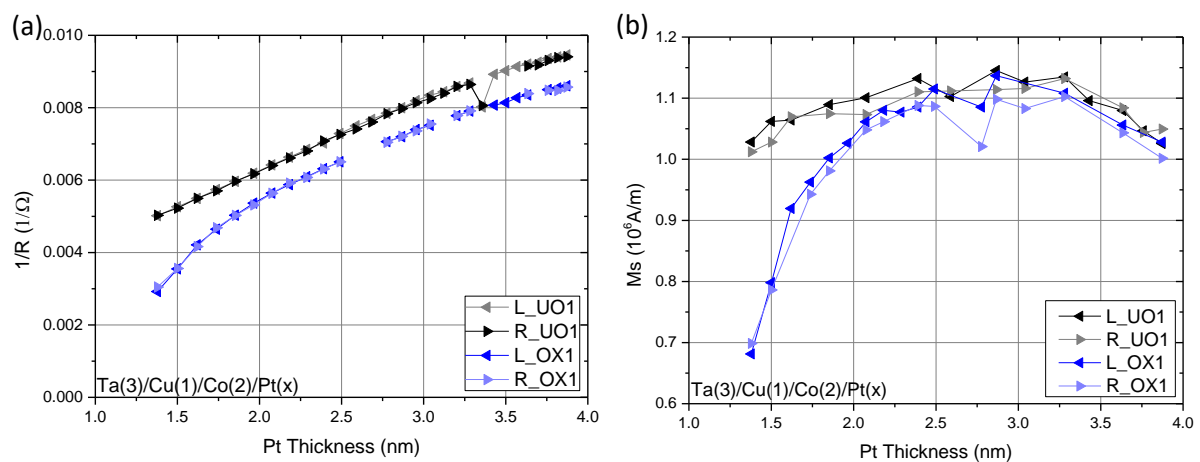 (a)
0.010
0.008
0.006
0.004
0.002
0.000
1/R (1/Ω)
L_UO1
R_UO1
L_OX1
R_OX1
Ta(3)/Cu(1)/Co(2)/Pt(x)
1.0 1.5 2.0 2.5 3.0 3.5 4.0
Pt Thickness (nm)
(b)
1.2
1.1
1.0
0.9
0.8
0.7
0.6
Ms (10⁶A/m)
L_UO1
R_UO1
L_OX1
R_OX1
Ta(3)/Cu(1)/Co(2)/Pt(x)
1.0 1.5 2.0 2.5 3.0 3.5 4.0
Pt Thickness (nm)